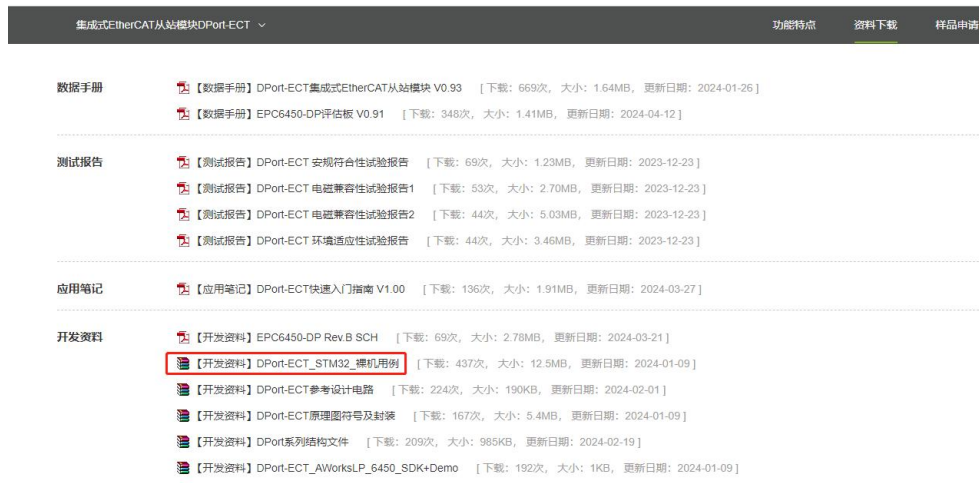 集成式EtherCAT从站模块DPort-ECT 功能特点 资料下载 样品申请
数据手册 【数据手册】DPort-ECT集成式EtherCAT从站模块 V0.93 [ 下载：669次， 大小：1.64MB， 更新日期：2024-01-26 ]
【数据手册】EPC6450-DP评估板 V0.91 [ 下载：348次， 大小：1.41MB， 更新日期：2024-04-12 ]
测试报告 【测试报告】DPort-ECT 安规符合性试验报告 [ 下载：69次， 大小：1.23MB， 更新日期：2023-12-23 ]
【测试报告】DPort-ECT 电磁兼容性试验报告1 [ 下载：53次， 大小：2.70MB， 更新日期：2023-12-23 ]
【测试报告】DPort-ECT 电磁兼容性试验报告2 [ 下载：44次， 大小：5.03MB， 更新日期：2023-12-23 ]
【测试报告】DPort-ECT 环境适应性试验报告 [ 下载：44次， 大小：3.46MB， 更新日期：2023-12-23 ]
应用笔记 【应用笔记】DPort-ECT快速入门指南 V1.00 [ 下载：136次， 大小：1.91MB， 更新日期：2024-03-27 ]
开发资料 【开发资料】EPC6450-DP Rev.B SCH [ 下载：69次， 大小：2.78MB， 更新日期：2024-03-21 ]
【开发资料】DPort-ECT_STM32_裸机用例 [ 下载：437次， 大小：12.5MB， 更新日期：2024-01-09 ]
【开发资料】DPort-ECT参考设计电路 [ 下载：224次， 大小：190KB， 更新日期：2024-02-01 ]
【开发资料】DPort-ECT原理图符号及封装 [ 下载：167次， 大小：5.4MB， 更新日期：2024-01-09 ]
【开发资料】DPort系列结构文件 [ 下载：209次， 大小：985KB， 更新日期：2024-02-19 ]
【开发资料】DPort-ECT_AWorksLP_6450_SDK+Demo [ 下载：192次， 大小：1KB， 更新日期：2024-01-09 ]